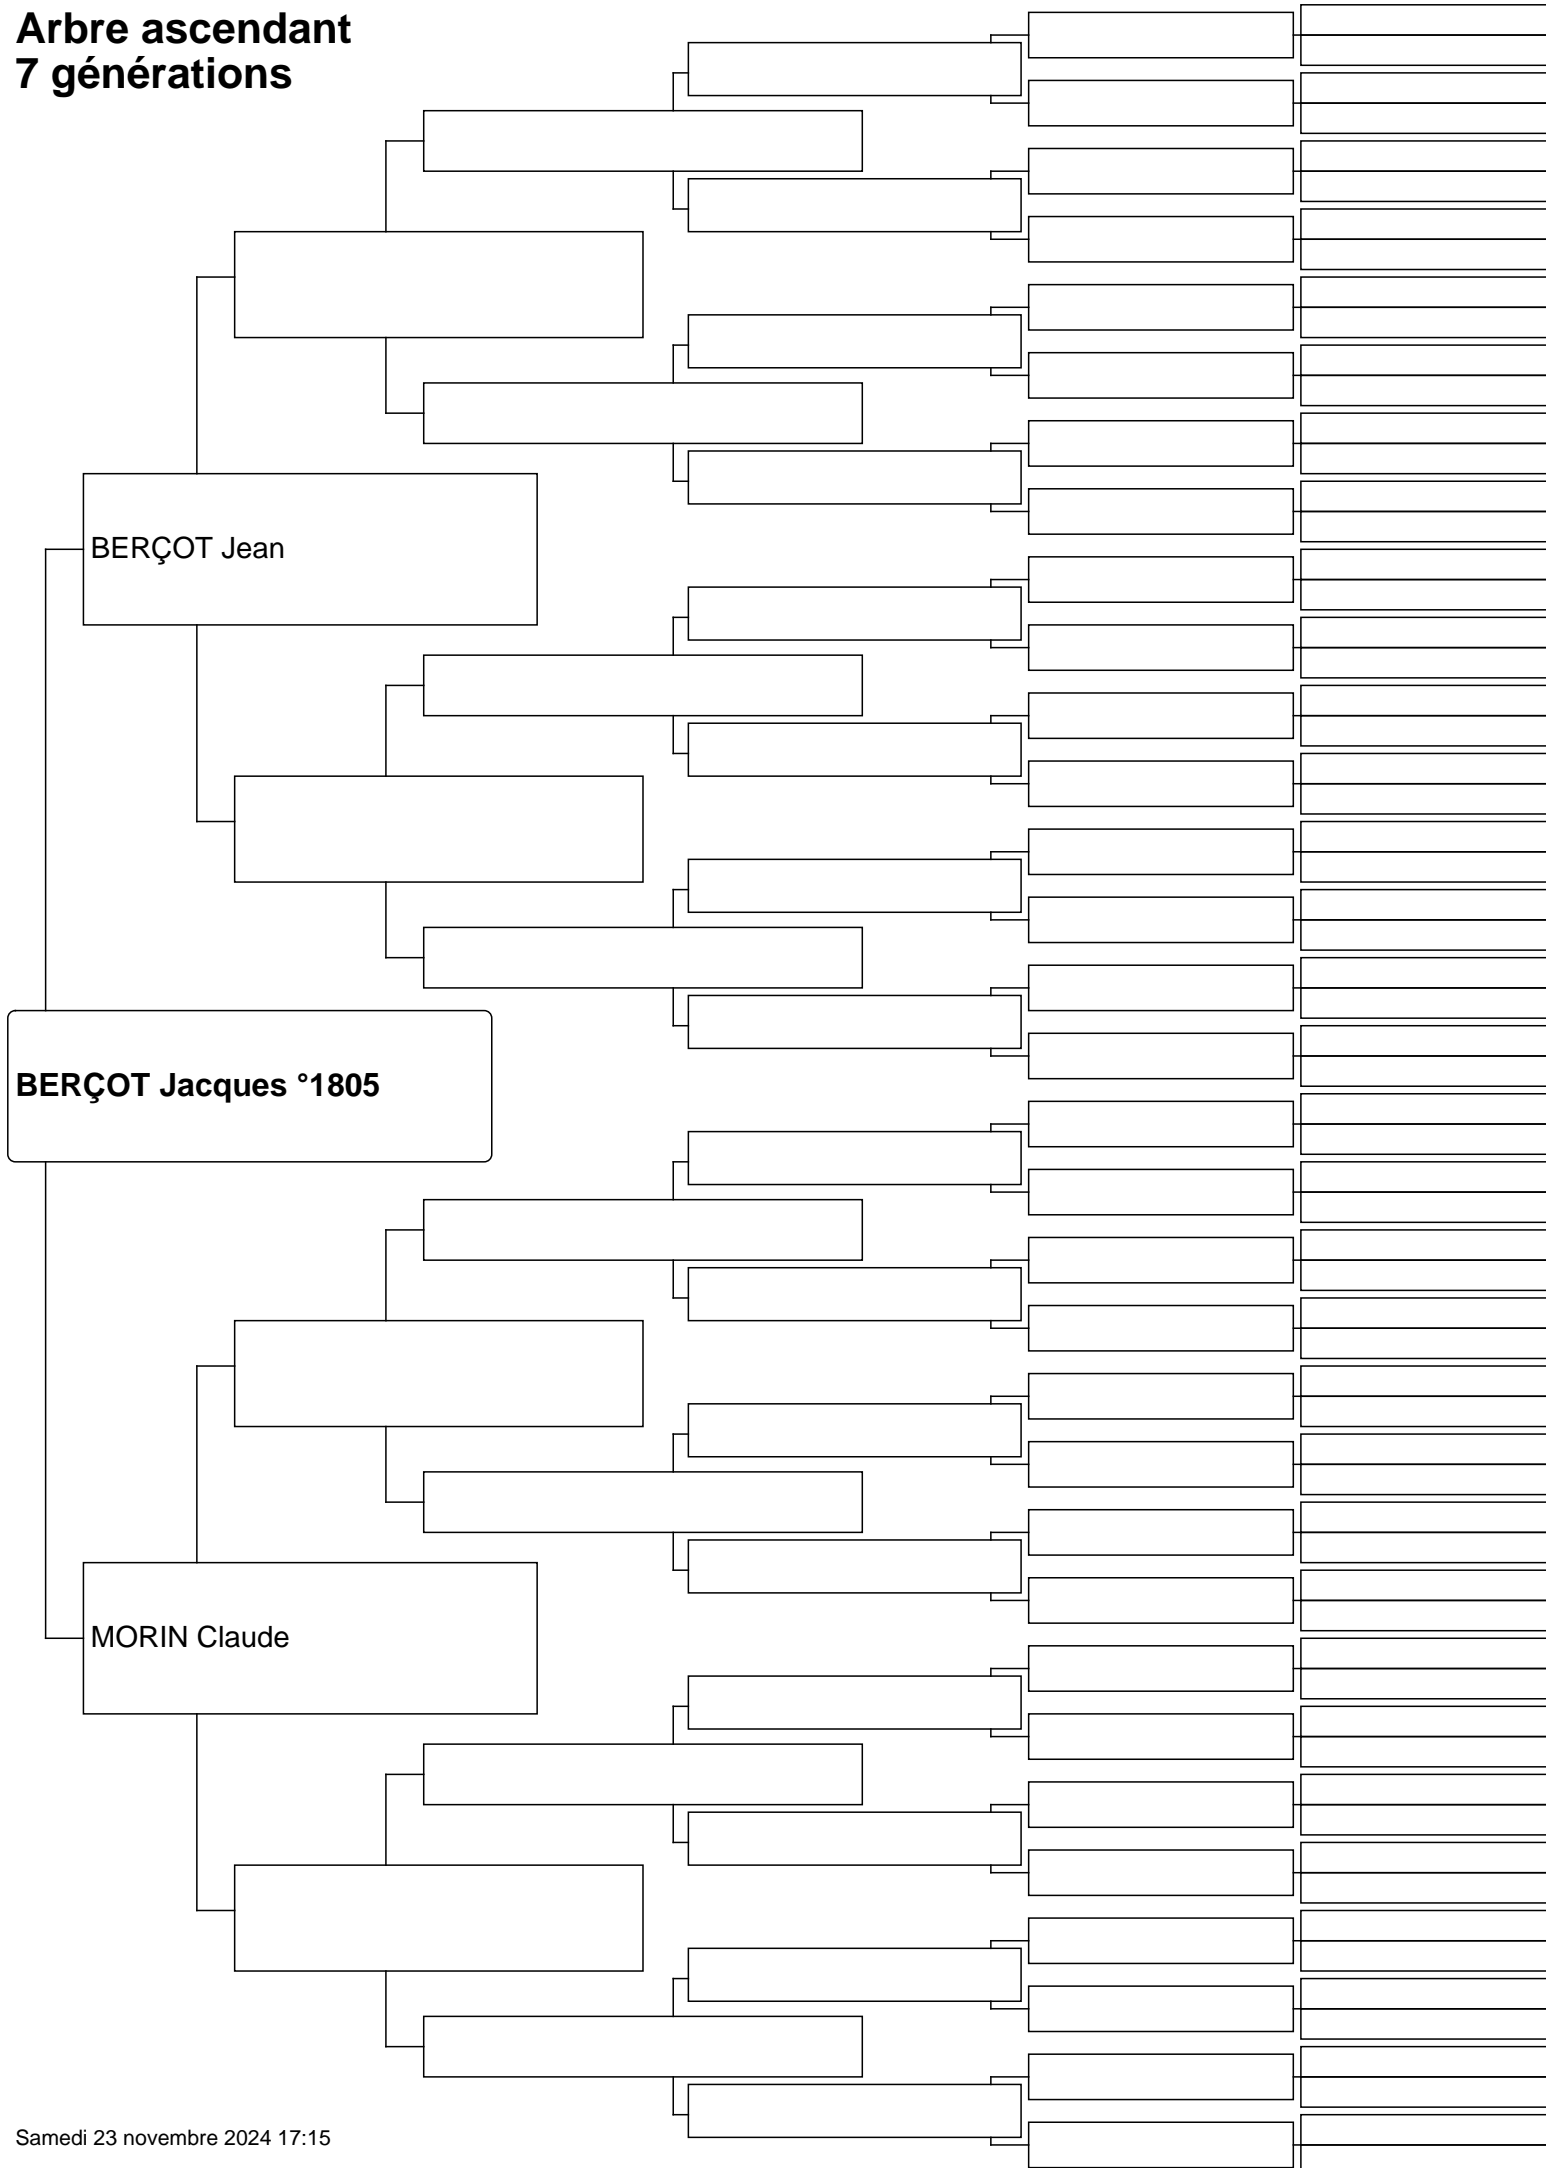 Arbre ascendant
7 générations
BERÇOT Jean
BERÇOT Jacques °1805
MORIN Claude
Samedi 23 novembre 2024 17:15